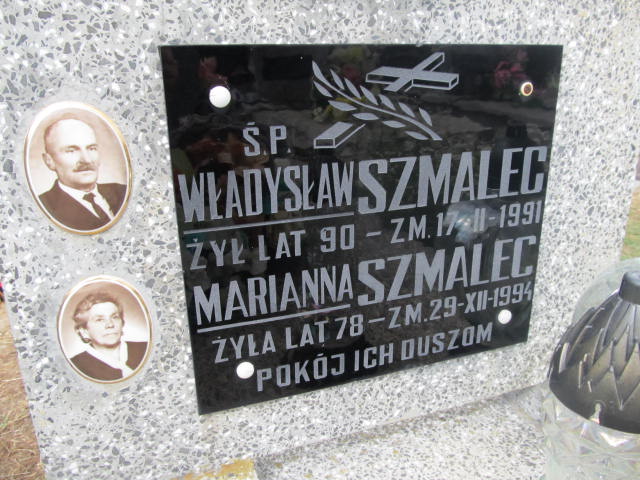 Ś.P.
WŁADYSŁAW SZMALEC
ŻYŁ LAT 90 - ZM. 17-II-1991
MARIANNA SZMALEC
ŻYŁA LAT 78 - ZM. 29-XII-1994
POKÓJ ICH DUSZOM